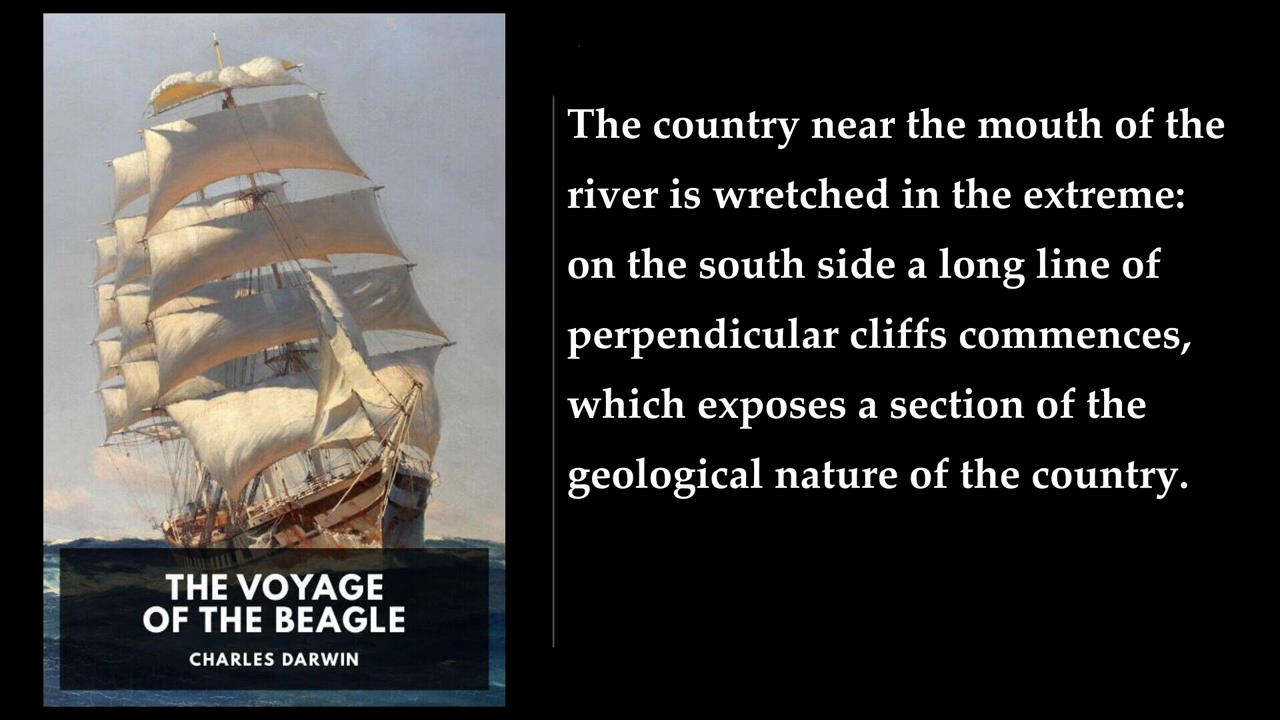 THE VOYAGE
OF THE BEAGLE
CHARLES DARWIN
The country near the mouth of the
river is wretched in the extreme:
on the south side a long line of
perpendicular cliffs commences,
which exposes a section of the
geological nature of the country.